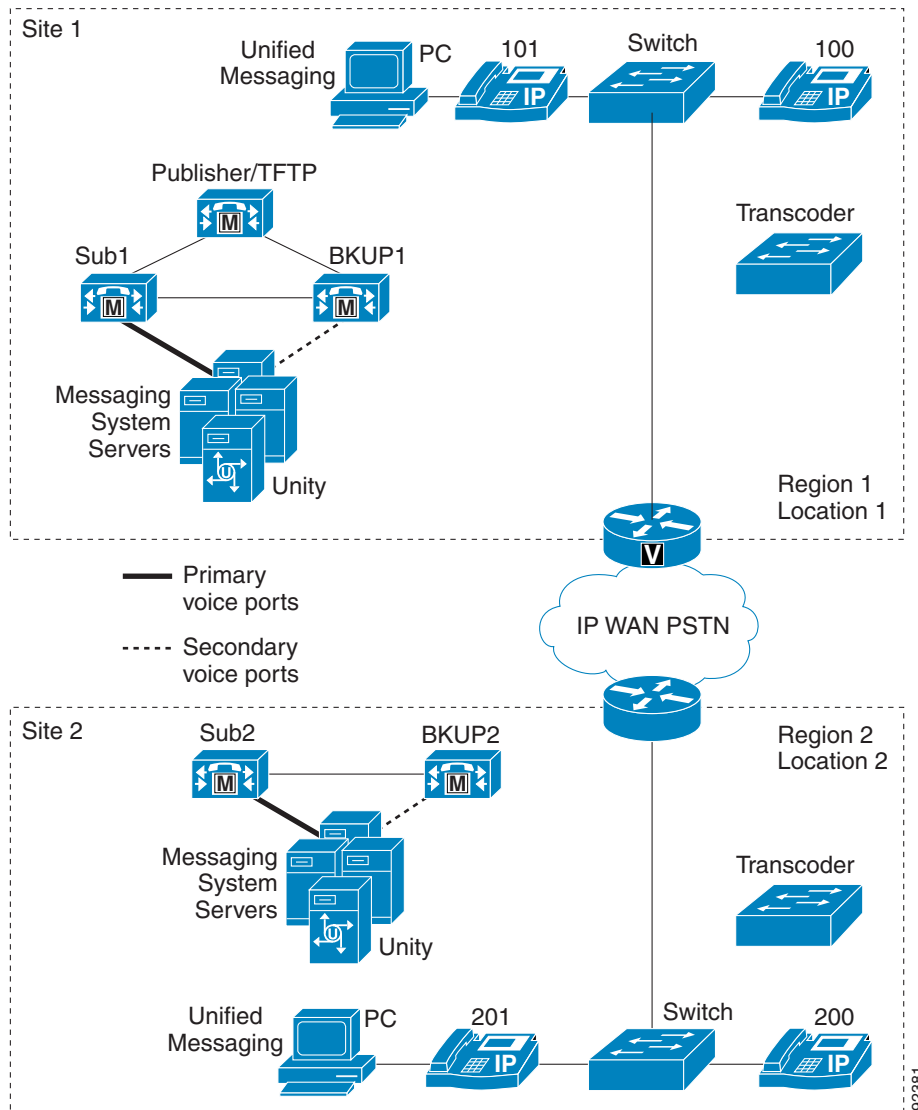 Site 1
Unified
Messaging
PC
101
Switch
100
IP
IP
Publisher/TFTP
M
Transcoder
Sub1
BKUP1
M
M
Messaging
System
Servers
U
Unity
Region 1
Location 1
V
Primary
voice ports
IP WAN PSTN
Secondary
voice ports
Site 2
Sub2
BKUP2
Region 2
Location 2
M
M
Messaging
System
Servers
Transcoder
U
Unity
Unified
Messaging
PC
201
Switch
200
IP
IP
92381